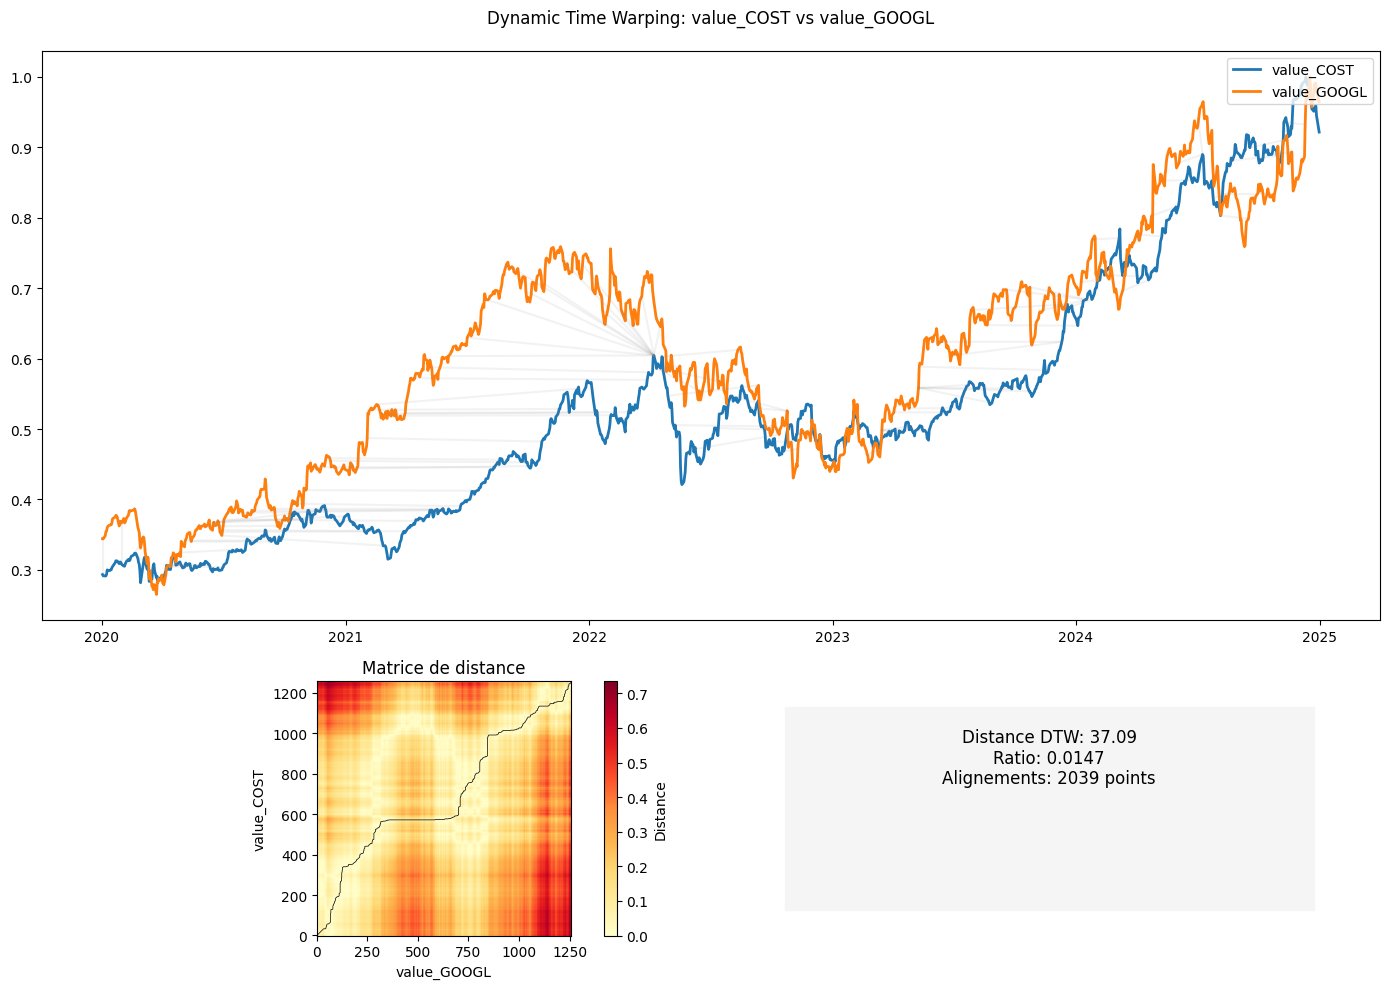 Dynamic Time Warping: value_COST vs value_GOOGL
value_COST
value_GOOGL
1.0
0.9
0.8
0.7
0.6
0.5
0.4
0.3
2020 2021 2022 2023 2024 2025
Matrice de distance
value_COST
1200
1000
800
600
400
200
0
0 250 500 750 1000 1250
value_GOOGL
0.7
0.6
0.5
0.4
0.3
0.2
0.1
0.0
Distance
Distance DTW: 37.09
Ratio: 0.0147
Alignements: 2039 points